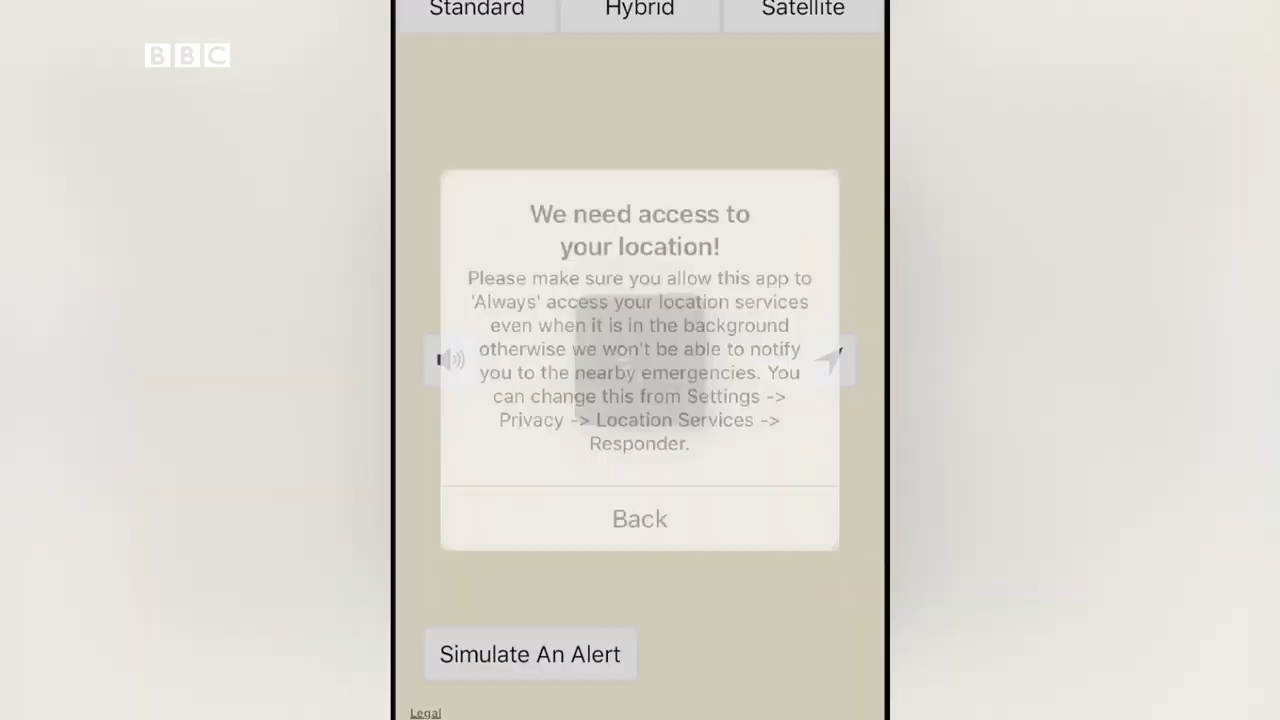 Standard Hybrid Satellite
BBC
We need access to
your location!
Please make sure you allow this app to
'Always' access your location services
even when it is in the background
otherwise we won't be able to notify
you to the nearby emergencies. You
can change this from Settings ->
Privacy -> Location Services ->
Responder.
Back
Simulate An Alert
Legal